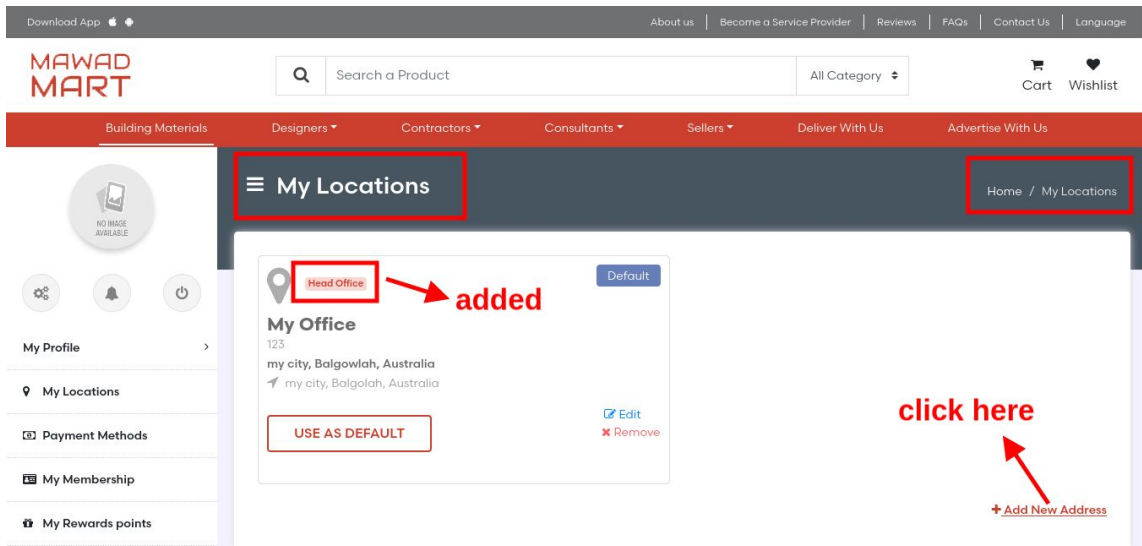 Download App
About us
Become a Service Provider
Reviews
FAQs
Contact Us
Language
MAWAD
MART
Search a Product
All Category
Cart
Wishlist
Building Materials
Designers
Contractors
Consultants
Sellers
Deliver With Us
Advertise With Us
NO IMAGE
AVAILABLE
My Locations
Home / My Locations
Head Office
added
Default
My Office
123
my city, Balgowlah, Australia
my city, Balgolah, Australia
USE AS DEFAULT
Edit
Remove
click here
Add New Address
My Profile
My Locations
Payment Methods
My Membership
My Rewards points